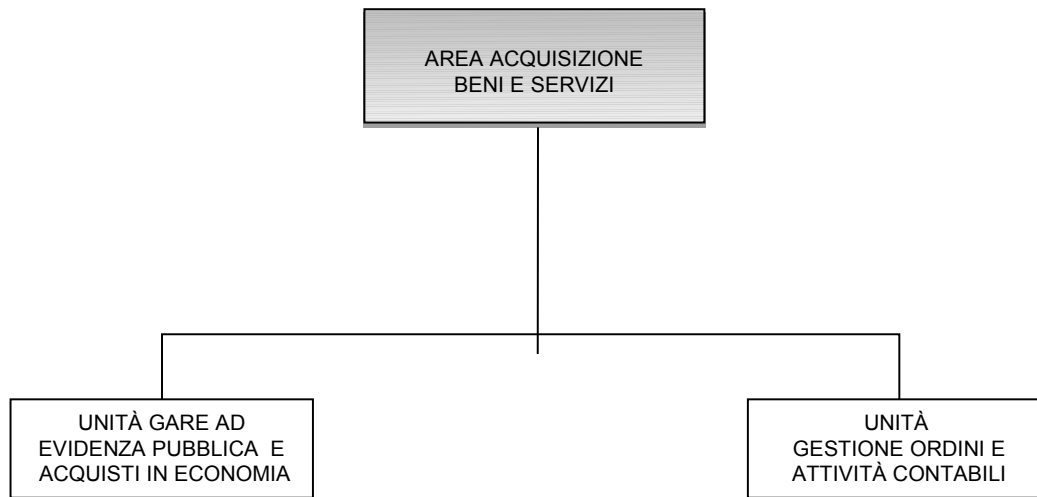 AREA ACQUISIZIONE
BENI E SERVIZI
UNITÀ GARE AD
EVIDENZA PUBBLICA E
ACQUISTI IN ECONOMIA
UNITÀ
GESTIONE ORDINI E
ATTIVITÀ CONTABILI